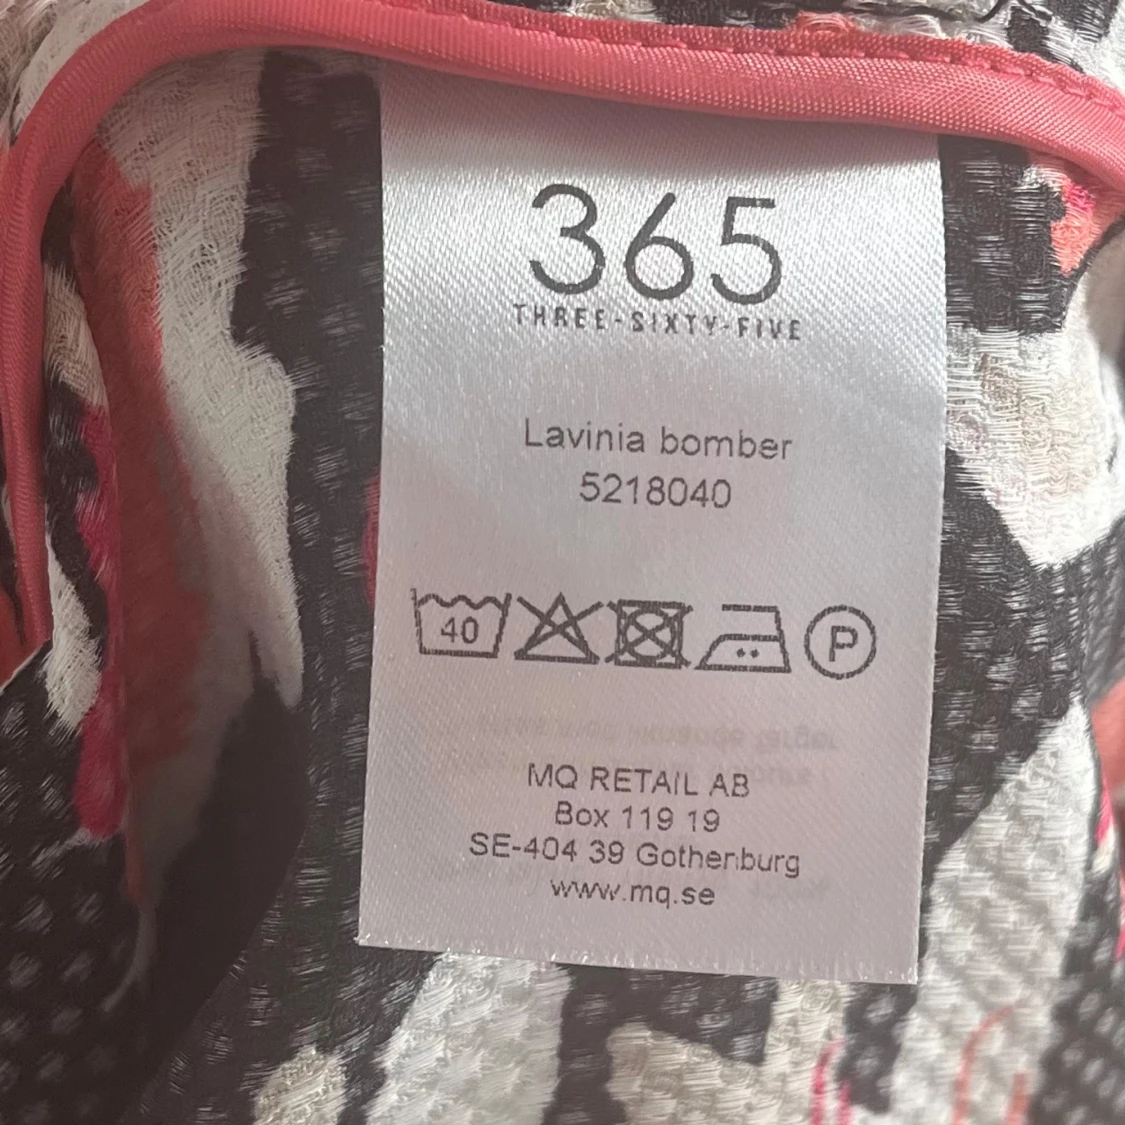 365
THREE-SIXTY-FIVE
Lavinia bomber
5218040
40
P
MQ RETAIL AB
Box 119 19
SE-404 39 Gothenburg
www.mq.se